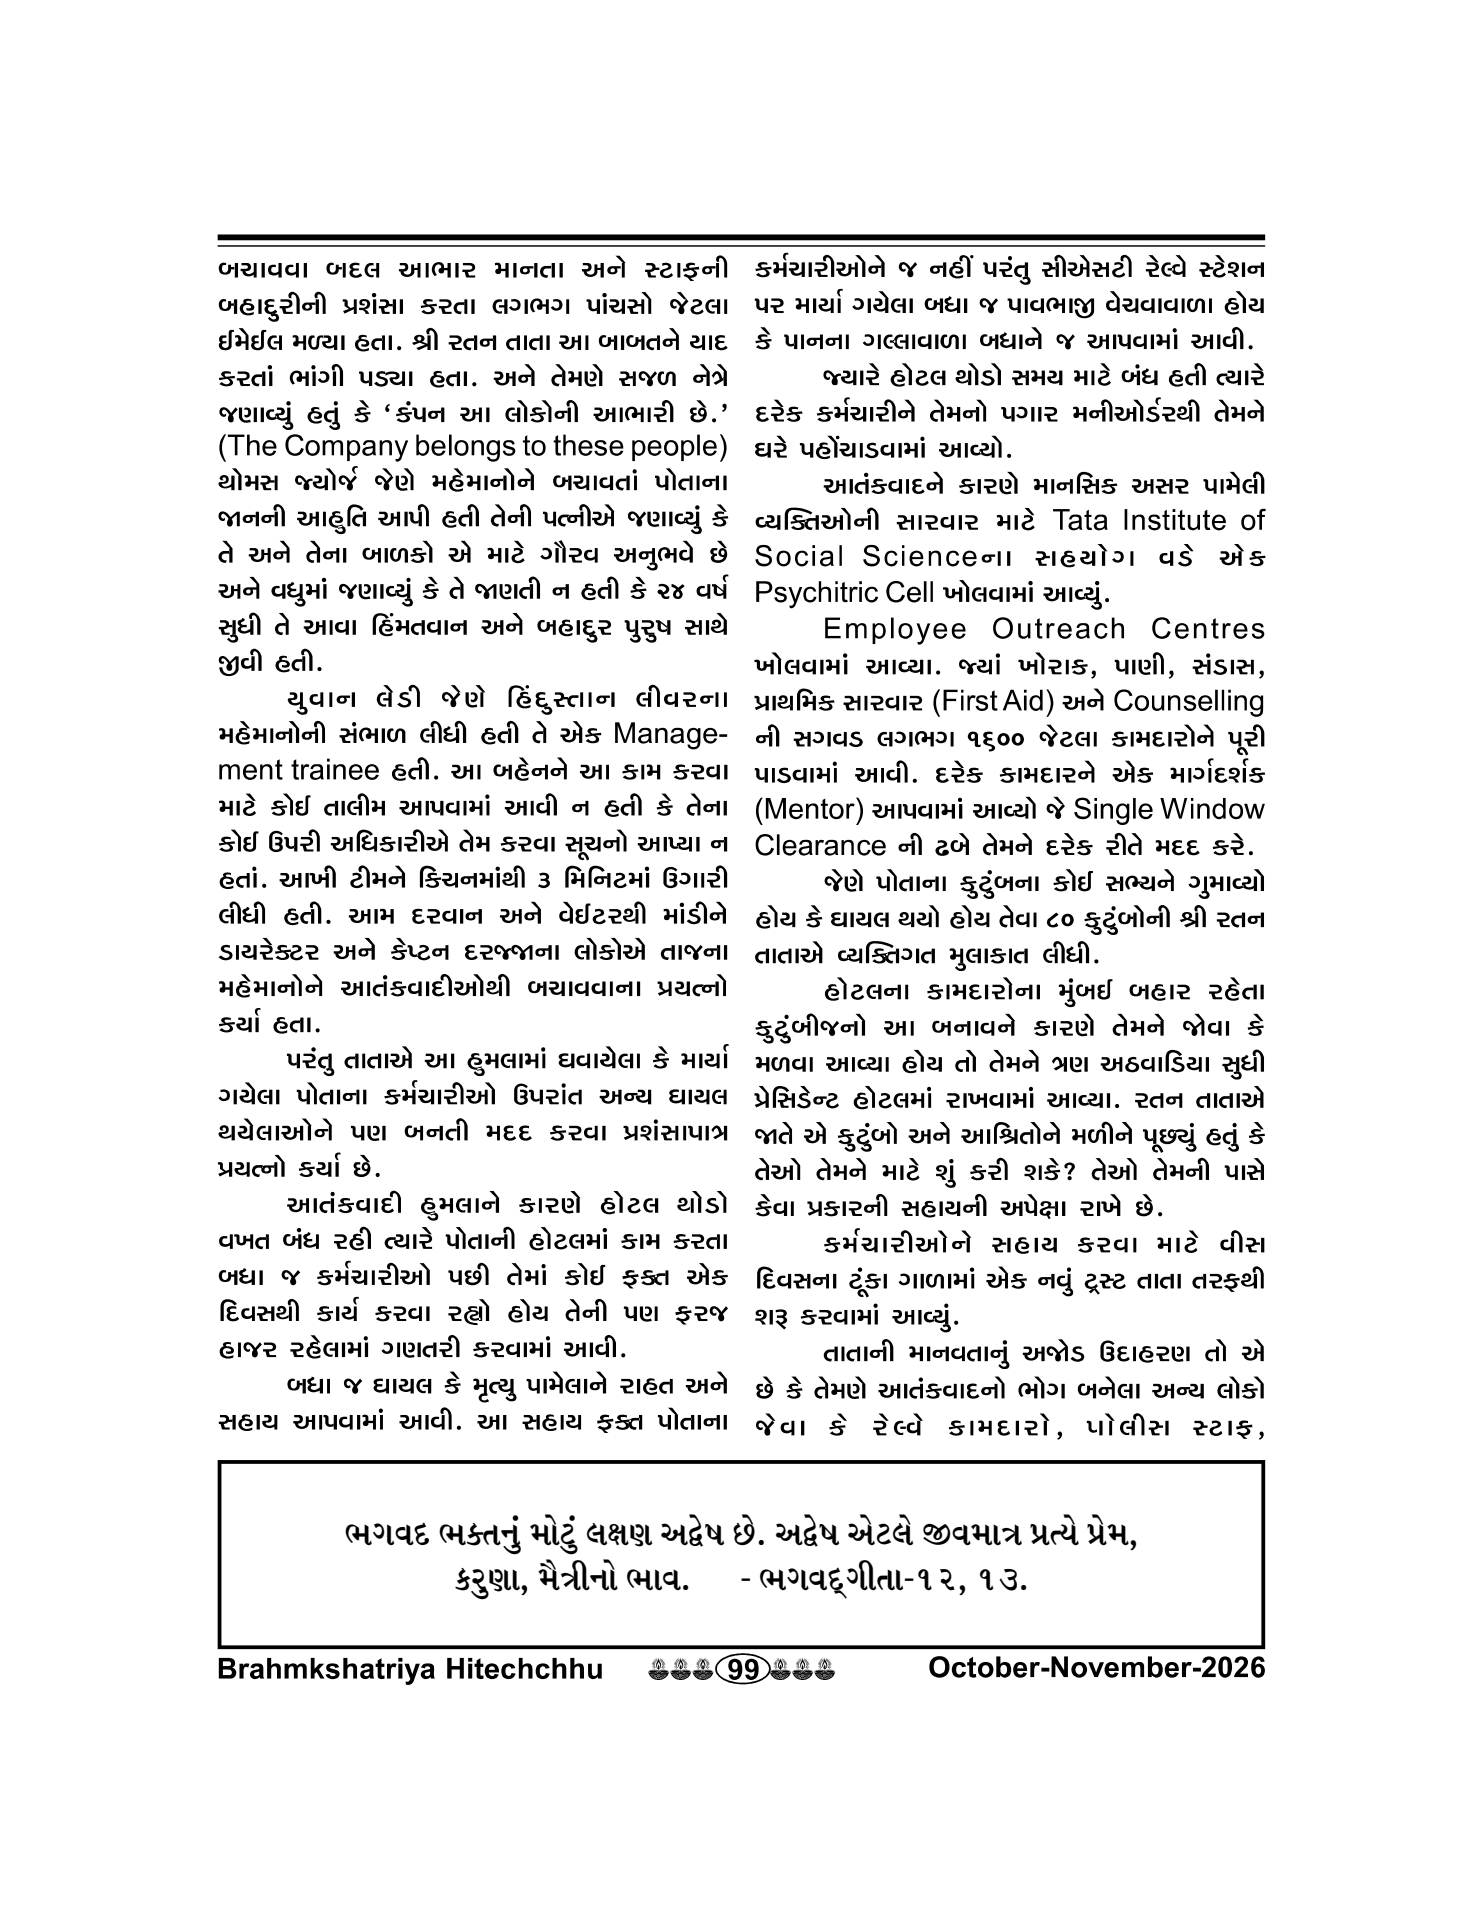 બચાવવા બદલ આભાર માનતા અને સ્ટાફની
બહાદુરીની પ્રશંસા કરતા લગભગ પાંચસો જેટલા
ઈમેઈલ મળ્યા હતા. શ્રી રતન તાતા આ બાબતને યાદ
કરતાં ભાંગી પડ્યા હતા. અને તેમણે સજળ નેત્રે
જણાવ્યું હતું કે ‘કંપન આ લોકોની આભારી છે.’
(The Company belongs to these people)
થોમસ જ્યોર્જ જેણે મહેમાનોને બચાવતાં પોતાના
જાનની આહુતિ આપી હતી તેની પત્નીએ જણાવ્યું કે
તે અને તેના બાળકો એ માટે ગૌરવ અનુભવે છે
અને વધુમાં જણાવ્યું કે તે જાણતી ન હતી કે ૨૪ વર્ષ
સુધી તે આવા હિંમતવાન અને બહાદુર પુરુષ સાથે
જીવી હતી.
યુવાન લેડી જેણે હિંદુસ્તાન લીવરના
મહેમાનોની સંભાળ લીધી હતી તે એક Manage-
ment trainee હતી. આ બહેનને આ કામ કરવા
માટે કોઈ તાલીમ આપવામાં આવી ન હતી કે તેના
કોઈ ઉપરી અધિકારીએ તેમ કરવા સૂચનો આપ્યા ન
હતાં. આખી ટીમને કિચનમાંથી ૩ મિનિટમાં ઉગારી
લીધી હતી. આમ દરવાન અને વેઈટરથી માંડીને
ડાયરેક્ટર અને કેપ્ટન દરજ્જાના લોકોએ તાજના
મહેમાનોને આતંકવાદીઓથી બચાવવાના પ્રયત્નો
કર્યા હતા.
પરંતુ તાતાએ આ હુમલામાં ઘવાયેલા કે માર્યા
ગયેલા પોતાના કર્મચારીઓ ઉપરાંત અન્ય ઘાયલ
થયેલાઓને પણ બનતી મદદ કરવા પ્રશંસાપાત્ર
પ્રયત્નો કર્યા છે.
આતંકવાદી હુમલાને કારણે હોટલ થોડો
વખત બંધ રહી ત્યારે પોતાની હોટલમાં કામ કરતા
બધા જ કર્મચારીઓ પછી તેમાં કોઈ ફક્ત એક
દિવસથી કાર્ય કરવા રહ્યો હોય તેની પણ ફરજ
હાજર રહેલામાં ગણતરી કરવામાં આવી.
બધા જ ઘાયલ કે મૃત્યુ પામેલાને રાહત અને
સહાય આપવામાં આવી. આ સહાય ફક્ત પોતાના
કર્મચારીઓને જ નહીં પરંતુ સીએસટી રેલ્વે સ્ટેશન
પર માર્યા ગયેલા બધા જ પાવભાજી વેચવાવાળા હોય
કે પાનના ગલ્લાવાળા બધાને જ આપવામાં આવી.
જ્યારે હોટલ થોડો સમય માટે બંધ હતી ત્યારે
દરેક કર્મચારીને તેમનો પગાર મનીઓર્ડરથી તેમને
ઘરે પહોંચાડવામાં આવ્યો.
આતંકવાદને કારણે માનસિક અસર પામેલી
વ્યક્તિઓની સારવાર માટે Tata Institute of
Social Scienceના સહયોગ વડે એક
Psychitric Cell ખોલવામાં આવ્યું.
Employee Outreach Centres
ખોલવામાં આવ્યા. જ્યાં ખોરાક, પાણી, સંડાસ,
પ્રાથમિક સારવાર (First Aid) અને Counselling
ની સગવડ લગભગ ૧૬૦૦ જેટલા કામદારોને પૂરી
પાડવામાં આવી. દરેક કામદારને એક માર્ગદર્શક
(Mentor) આપવામાં આવ્યો જે Single Window
Clearance ની ઢબે તેમને દરેક રીતે મદદ કરે.
જેણે પોતાના કુટુંબના કોઈ સભ્યને ગુમાવ્યો
હોય કે ઘાયલ થયો હોય તેવા ૮૦ કુટુંબોની શ્રી રતન
તાતાએ વ્યક્તિગત મુલાકાત લીધી.
હોટલના કામદારોના મુંબઈ બહાર રહેતા
કુટુંબીજનો આ બનાવને કારણે તેમને જોવા કે
મળવા આવ્યા હોય તો તેમને ત્રણ અઠવાડિયા સુધી
પ્રેસિડેન્ટ હોટલમાં રાખવામાં આવ્યા. રતન તાતાએ
જાતે એ કુટુંબો અને આશ્રિતોને મળીને પૂછ્યું હતું કે
તેઓ તેમને માટે શું કરી શકે? તેઓ તેમની પાસે
કેવા પ્રકારની સહાયની અપેક્ષા રાખે છે.
કર્મચારીઓને સહાય કરવા માટે વીસ
દિવસના ટૂંકા ગાળામાં એક નવું ટ્રસ્ટ તાતા તરફથી
શરૂ કરવામાં આવ્યું.
તાતાની માનવતાનું અજોડ ઉદાહરણ તો એ
છે કે તેમણે આતંકવાદનો ભોગ બનેલા અન્ય લોકો
જેવા કે રેલ્વે કામદારો, પોલીસ સ્ટાફ,
ભગવદ ભક્તનું મોટું લક્ષણ અદ્વેષ છે. અદ્વેષ એટલે જીવમાત્ર પ્રત્યે પ્રેમ,
કરુણા, મૈત્રીનો ભાવ. - ભગવદ્ગીતા-૧૨, ૧૩.
Brahmkshatriya Hitechchhu 99 October-November-2026